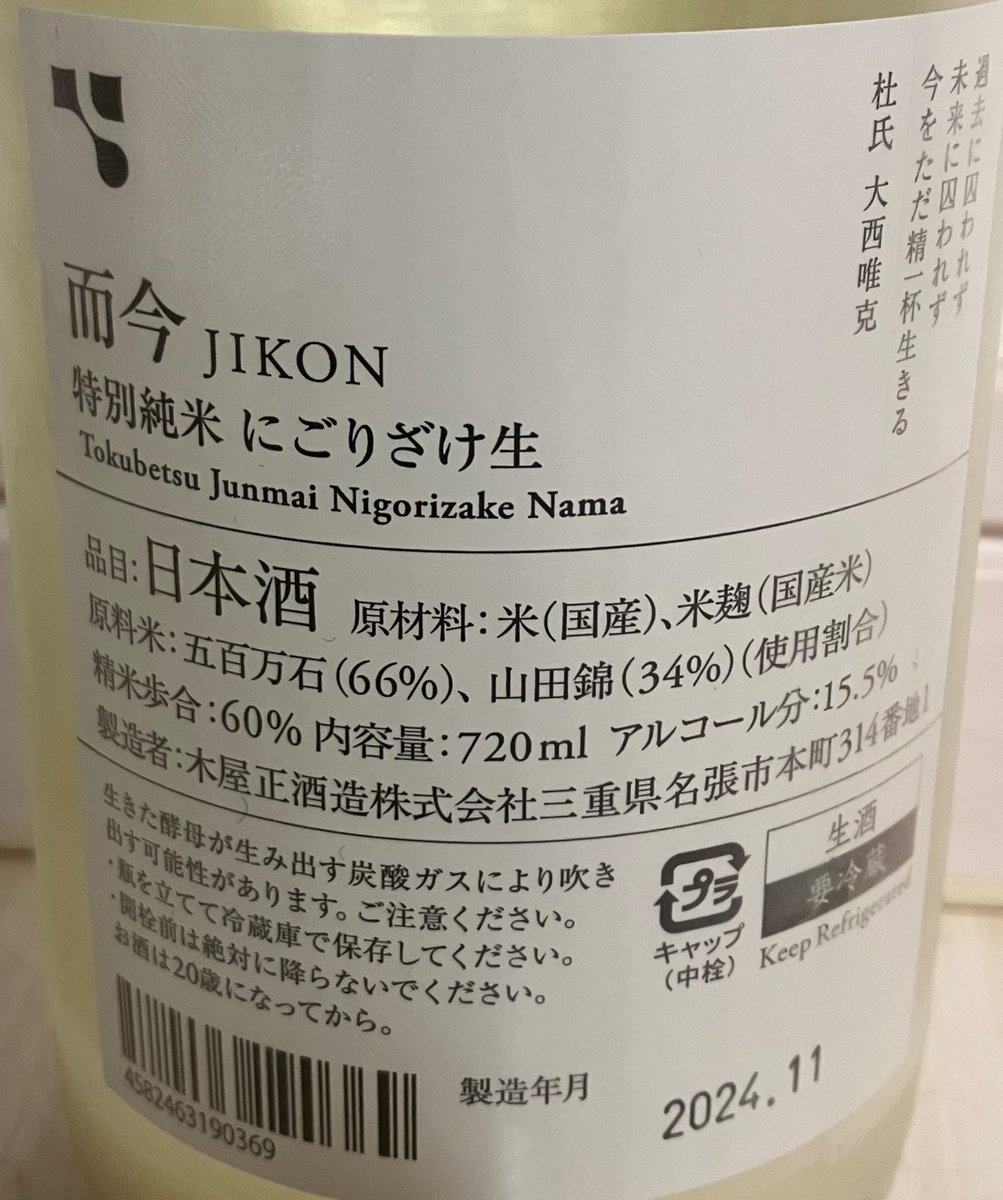 過去に囚われず
未来に囚われず
今をただ精一杯生きる
杜氏 大西唯克
而今 JIKON
特別純米 にごりざけ生
Tokubetsu Junmai Nigorizake Nama
品目:日本酒 原材料:米(国産)、米麹(国産米)
原料米:五百万石(66%)、山田錦(34%)(使用割合)
精米歩合:60% 内容量:720ml アルコール分:15.5%
製造者:木屋正酒造株式会社三重県名張市本町314番地1
生きた酵母が生み出す炭酸ガスにより吹き
出す可能性があります。ご注意ください。
・瓶を立てて冷蔵庫で保存してください。
・開栓前は絶対に降らないでください。
お酒は20歳になってから。
プラ
キャップ
(中栓)
生酒
要冷蔵
Keep Refrigerated
4582463190369
製造年月
2024.11